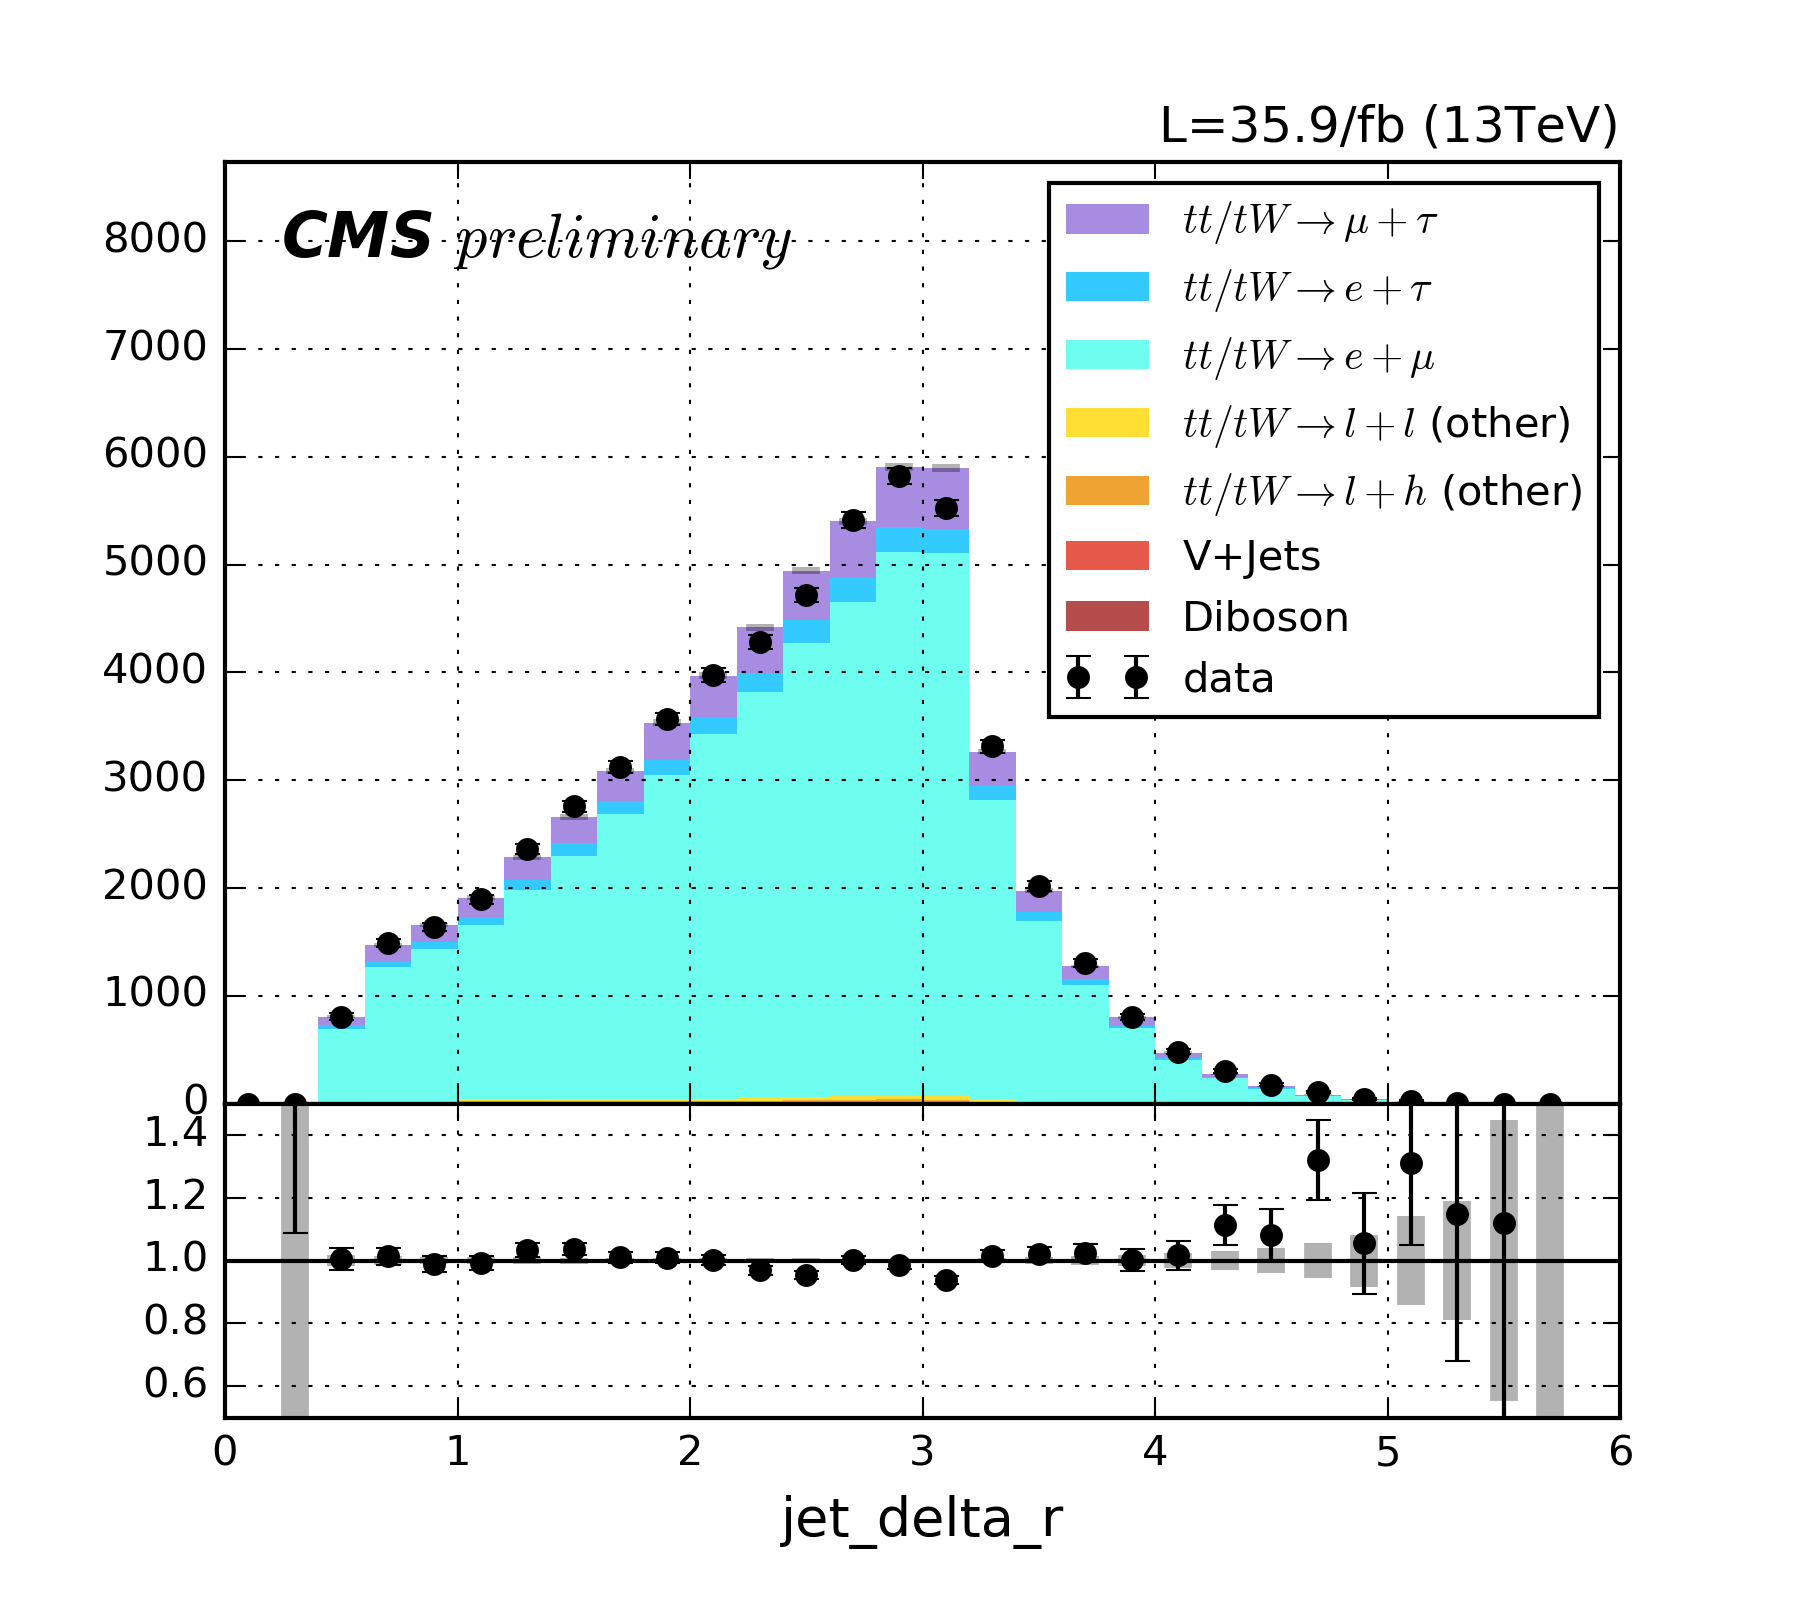 L=35.9/fb (13TeV)
CMS preliminary
8000
7000
6000
5000
4000
3000
2000
1000
0
tt/tW→μ+τ
tt/tW→e+τ
tt/tW→e+μ
tt/tW→l+l (other)
tt/tW→l+h (other)
V+Jets
Diboson
data
1.4
1.2
1.0
0.8
0.6
0 1 2 3 4 5 6
jet_delta_r